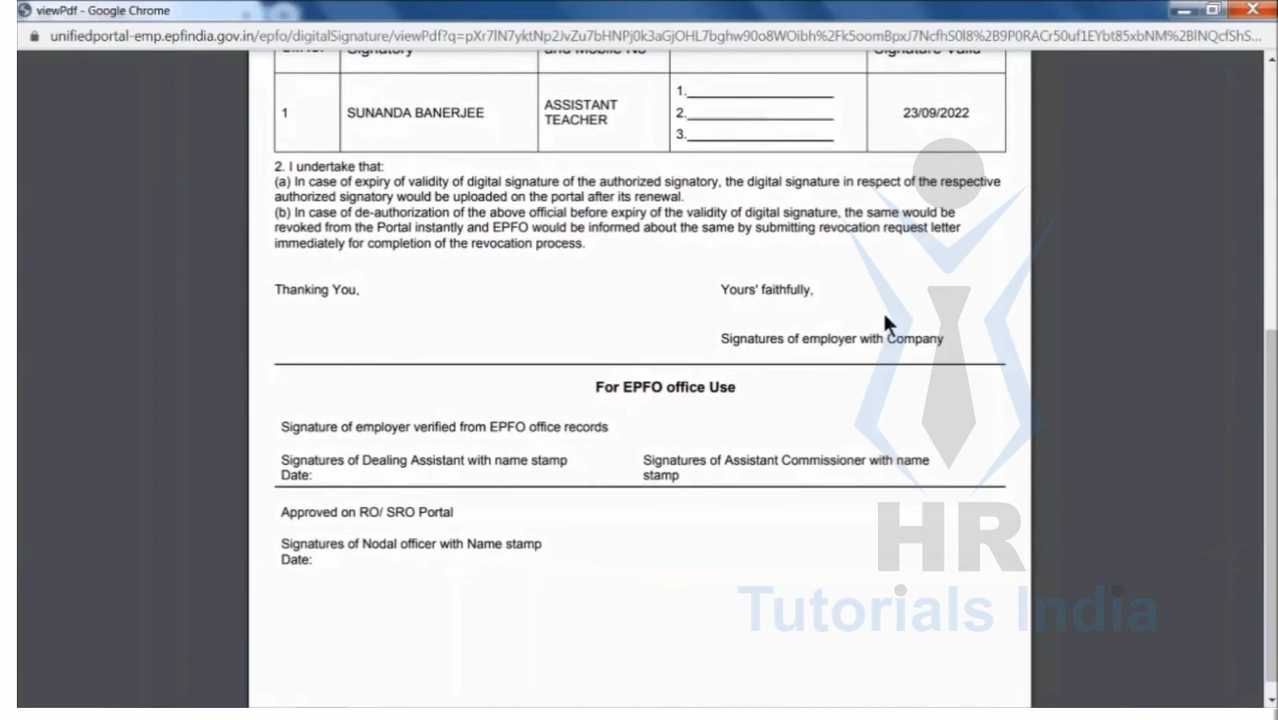 viewPdf - Google Chrome
unifiedportal-emp.epfindia.gov.in/epfo/digitalSignature/viewPdf?q=
Signatory and Mobile No Signature Valid
1 SUNANDA BANERJEE ASSISTANT TEACHER 1. 2. 3. 23/09/2022
2. I undertake that:
(a) In case of expiry of validity of digital signature of the authorized signatory, the digital signature in respect of the respective
authorized signatory would be uploaded on the portal after its renewal.
(b) In case of de-authorization of the above official before expiry of the validity of digital signature, the same would be
revoked from the Portal instantly and EPFO would be informed about the same by submitting revocation request letter
immediately for completion of the revocation process.
Thanking You,
Yours' faithfully,
Signatures of employer with Company
For EPFO office Use
Signature of employer verified from EPFO office records
Signatures of Dealing Assistant with name stamp
Date:
Signatures of Assistant Commissioner with name
stamp
Approved on RO/ SRO Portal
Signatures of Nodal officer with Name stamp
Date:
HR
Tutorials India